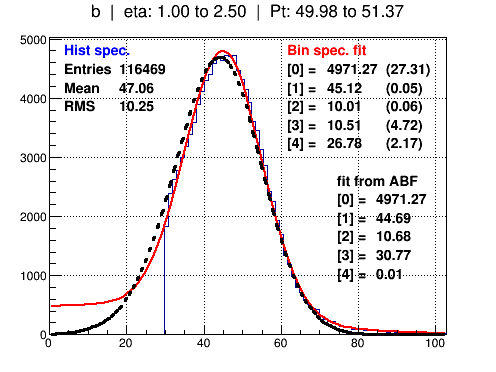 b | eta: 1.00 to 2.50 | Pt: 49.98 to 51.37
Hist spec.
Entries 116469
Mean 47.06
RMS 10.25
Bin spec. fit
[0] = 4971.27 (27.31)
[1] = 45.12 (0.05)
[2] = 10.01 (0.06)
[3] = 10.51 (4.72)
[4] = 26.78 (2.17)
fit from ABF
[0] = 4971.27
[1] = 44.69
[2] = 10.68
[3] = 30.77
[4] = 0.01
5000
4000
3000
2000
1000
0
0 20 40 60 80 100